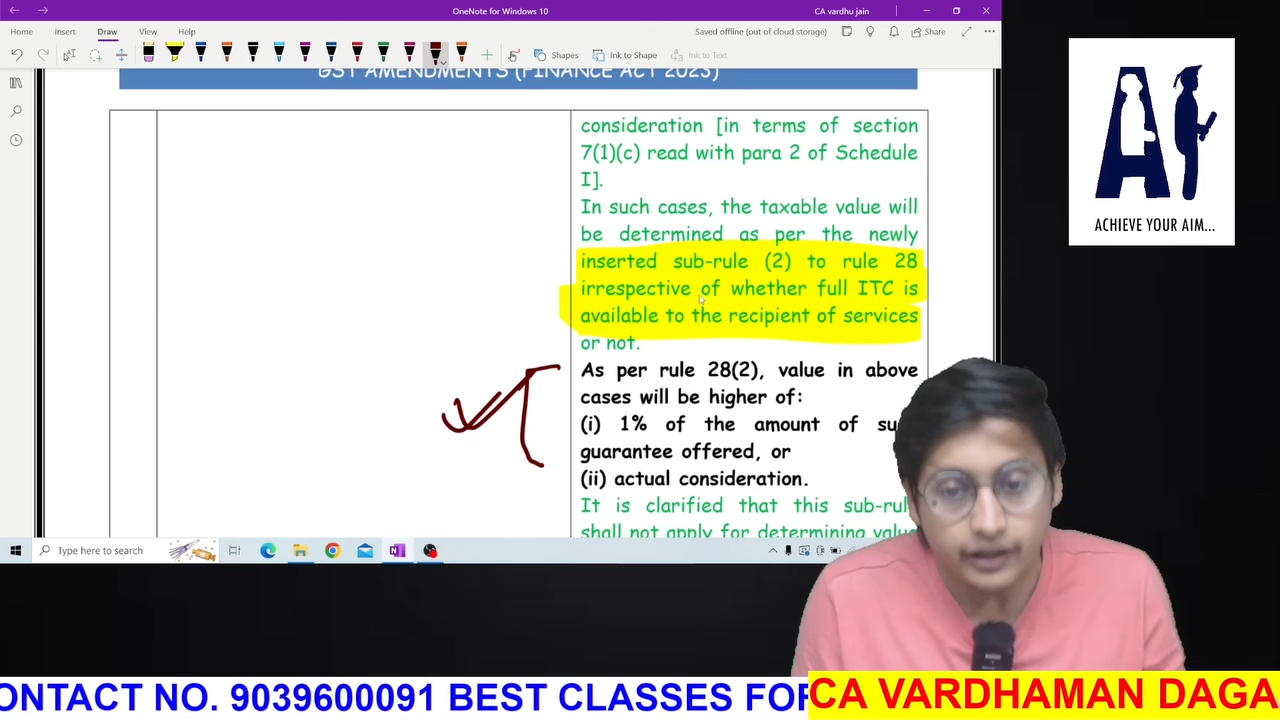 OneNote for Windows 10
CA vardhu jain
Home
Insert
Draw
View
Help
Saved offline (out of cloud storage)
Share
Shapes
Ink to Shape
Ink to Text
GST AMENDMENTS (FINANCE ACT 2023)
consideration [in terms of section
7(1)(c) read with para 2 of Schedule
I].
In such cases, the taxable value will
be determined as per the newly
inserted sub-rule (2) to rule 28
irrespective of whether full ITC is
available to the recipient of services
or not.
As per rule 28(2), value in above
cases will be higher of:
(i) 1% of the amount of
guarantee offered, or
(ii) actual consideration.
It is clarified that this
shall not apply for determining value
ACHIEVE YOUR AIM...
Type here to search
ONTACT NO. 9039600091 BEST CLASSES FOR
CA VARDHAMAN DAGA